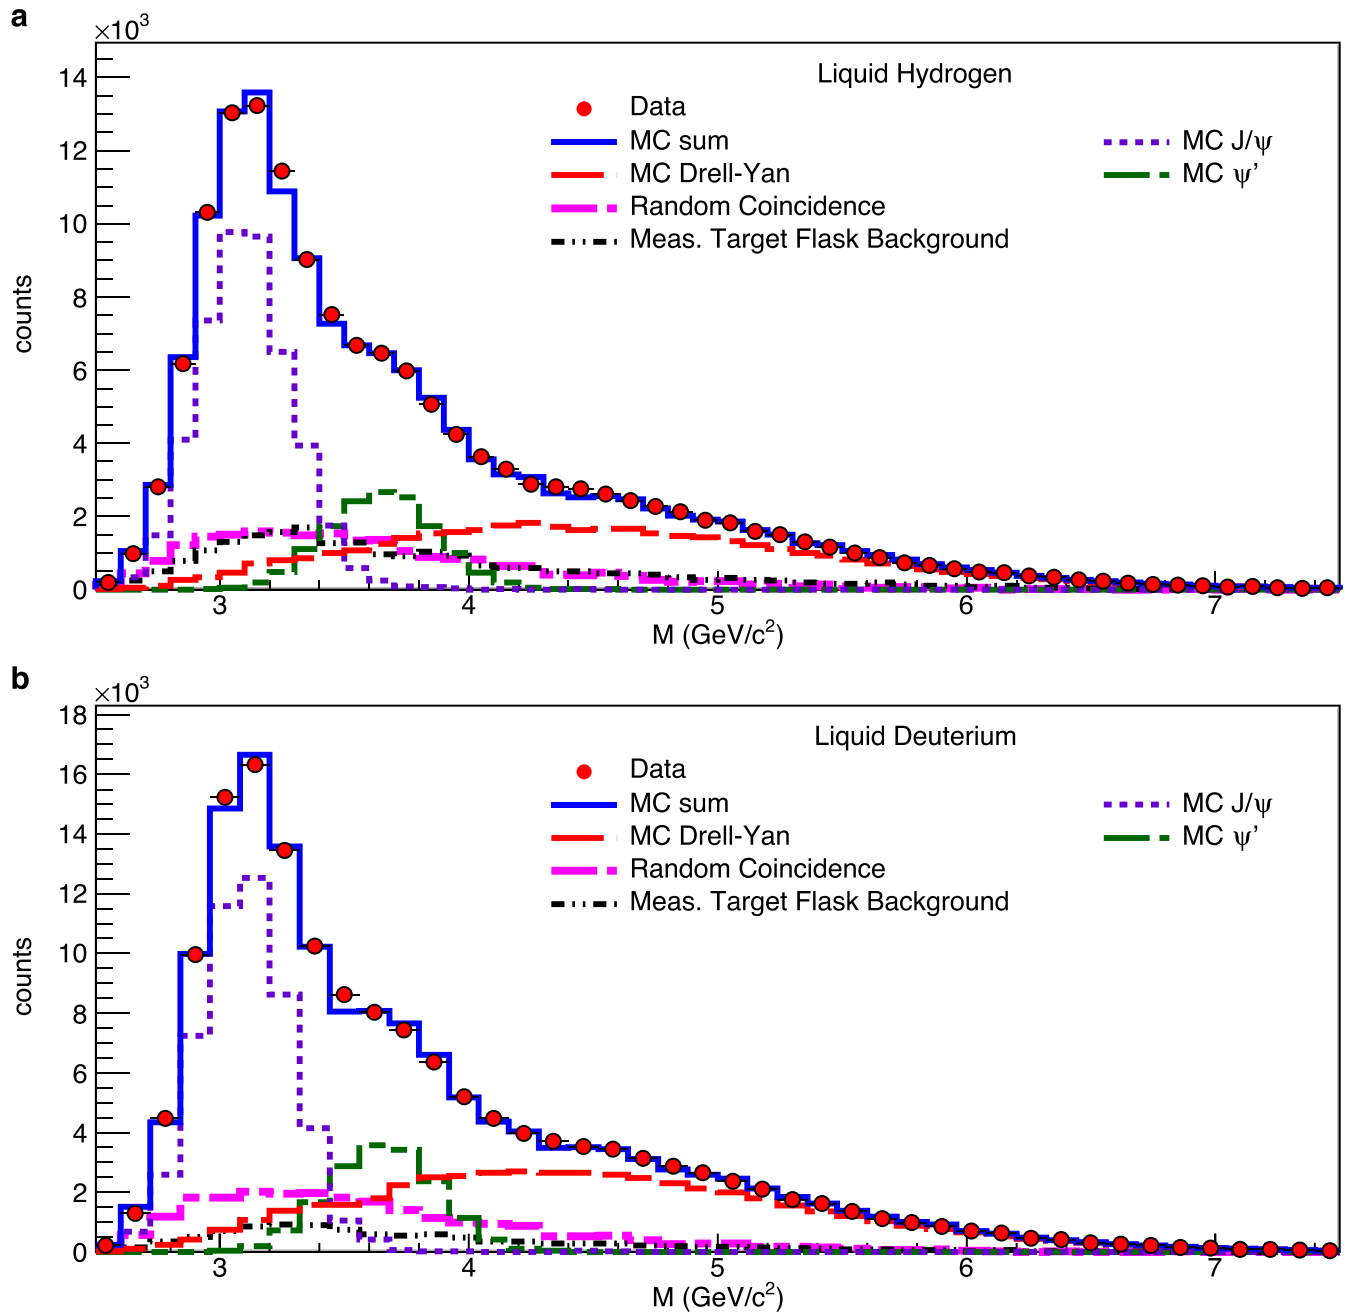 a
×10³
14
12
10
8
6
4
2
0
counts
Liquid Hydrogen
Data
MC sum
MC Drell-Yan
Random Coincidence
Meas. Target Flask Background
MC J/ψ
MC ψ’
3 4 5 6 7
M (GeV/c²)
b
×10³
18
16
14
12
10
8
6
4
2
0
counts
Liquid Deuterium
Data
MC sum
MC Drell-Yan
Random Coincidence
Meas. Target Flask Background
MC J/ψ
MC ψ’
3 4 5 6 7
M (GeV/c²)